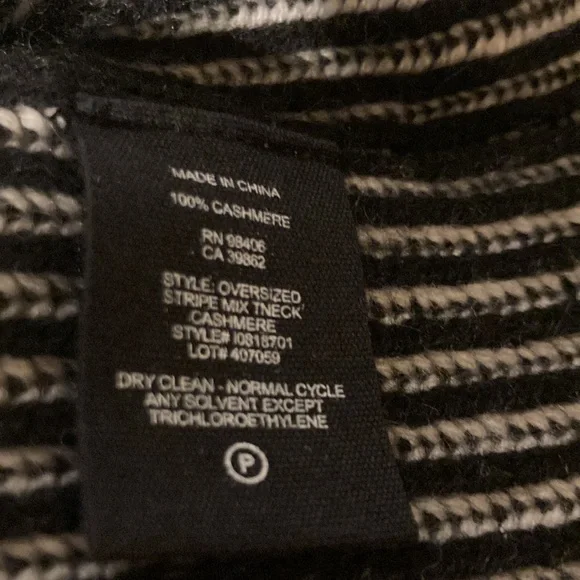 MADE IN CHINA
100% CASHMERE
RN 98406
CA 39862
STYLE: OVERSIZED
STRIPE MIX TNECK
CASHMERE
STYLE# I0818701
LOT# 407059
DRY CLEAN - NORMAL CYCLE
ANY SOLVENT EXCEPT
TRICHLOROETHYLENE
P